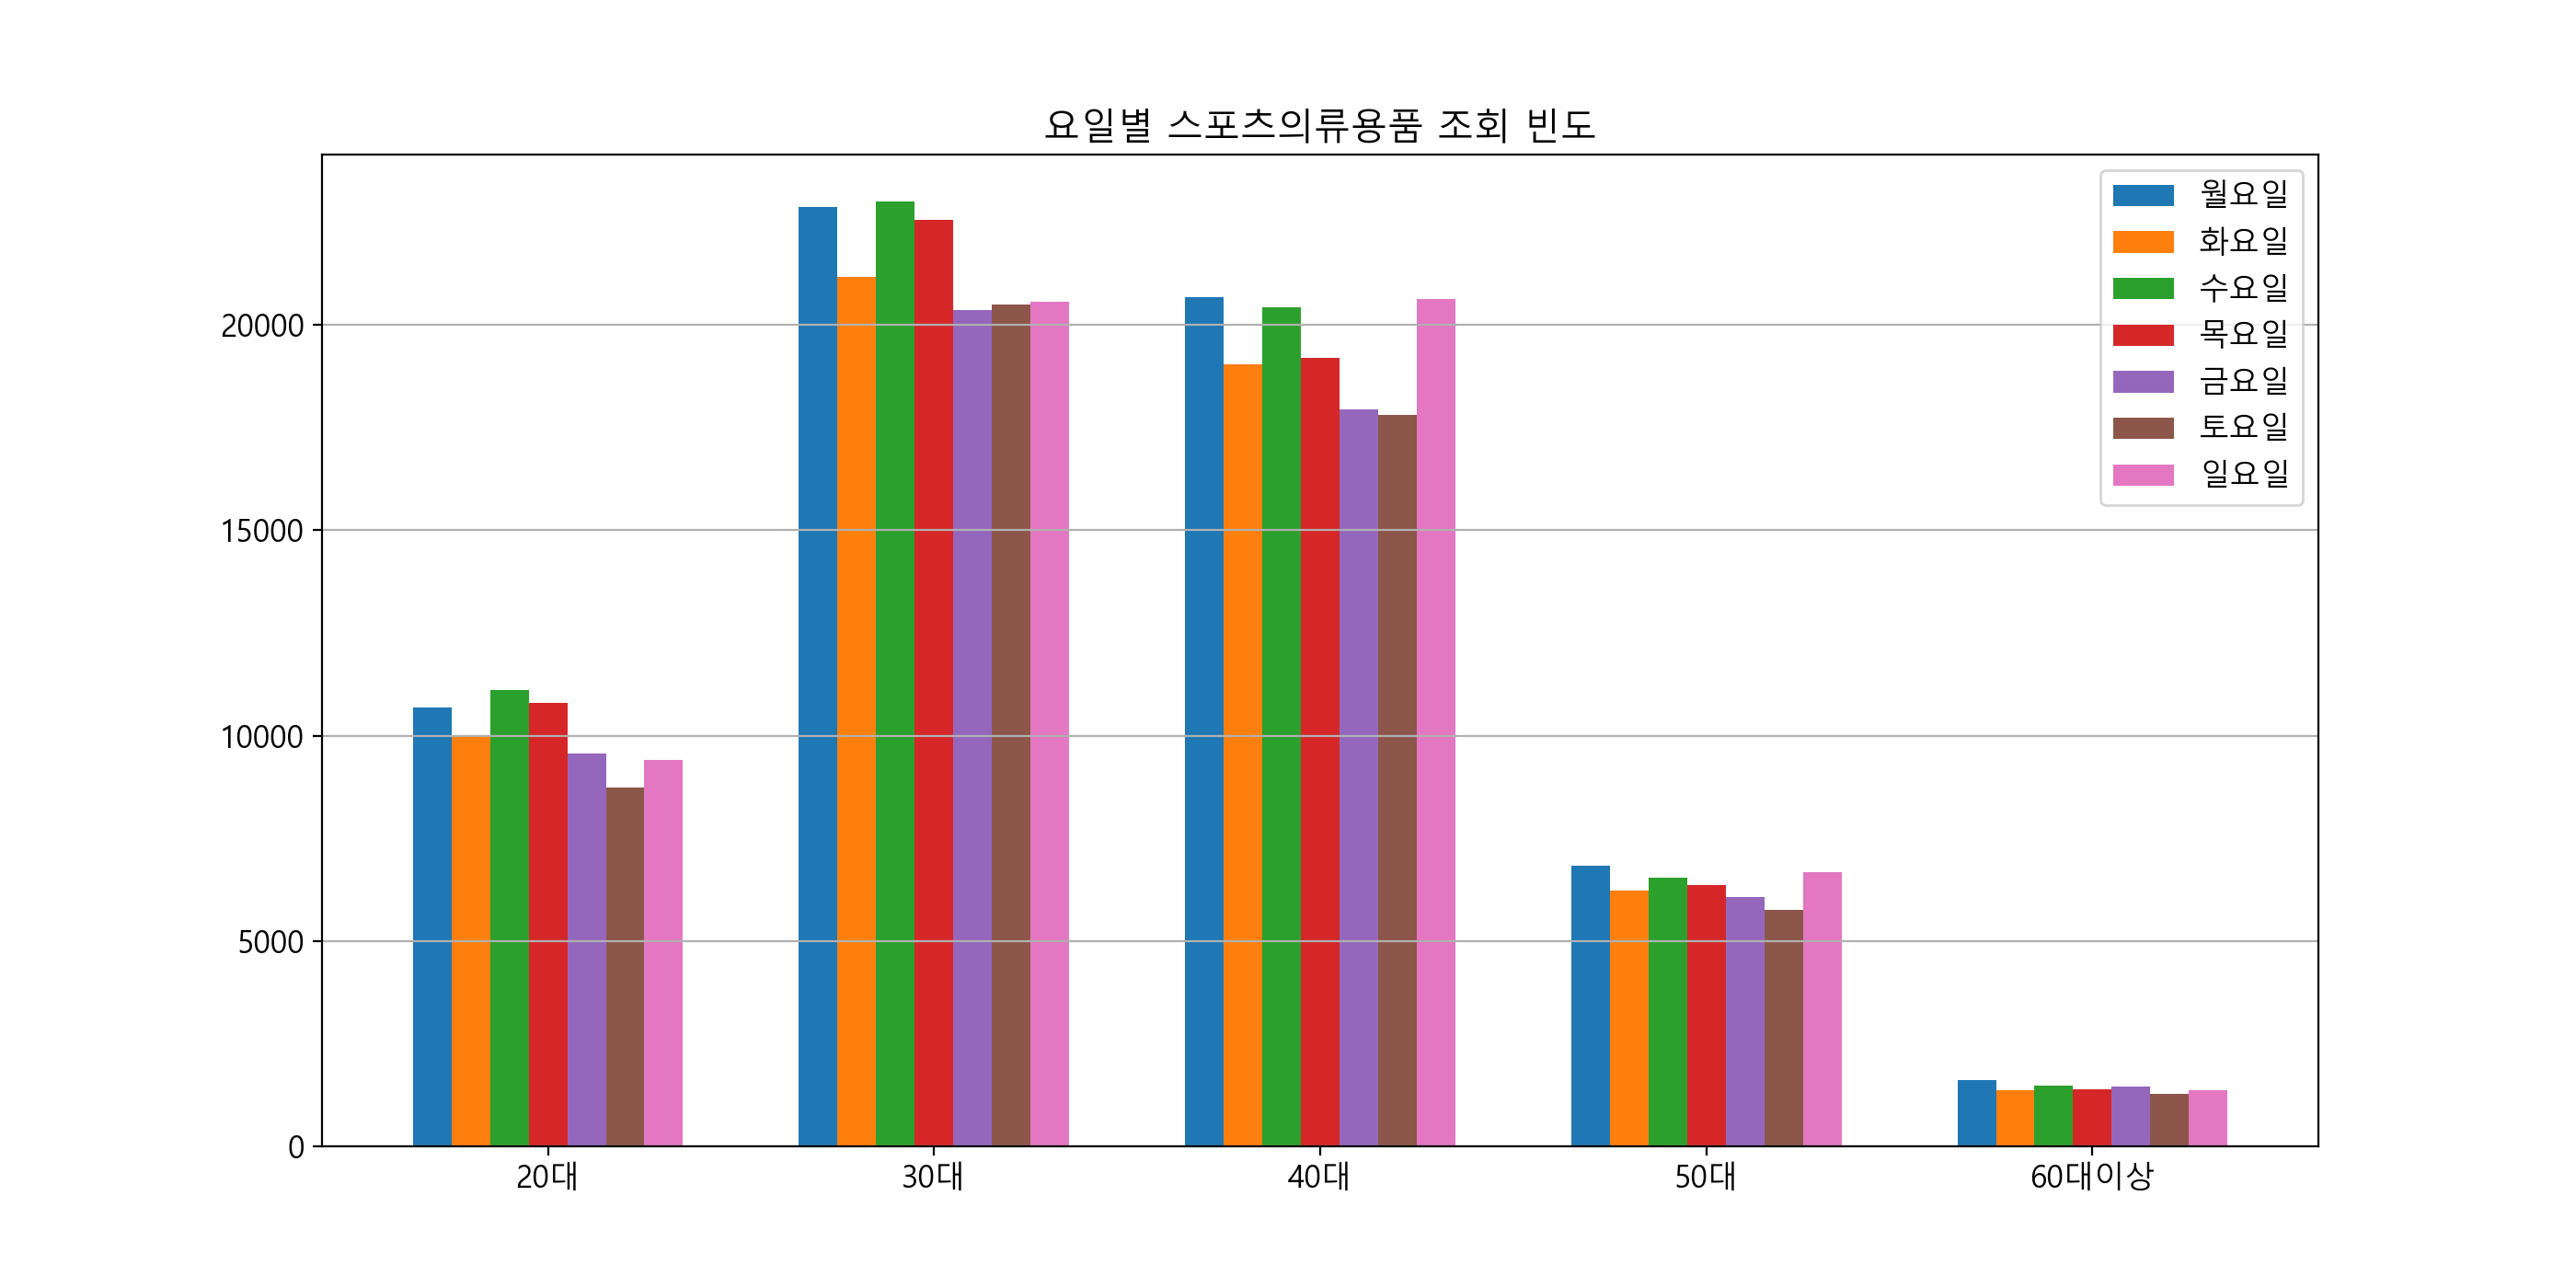 요일별 스포츠의류용품 조회 빈도
월요일
화요일
수요일
목요일
금요일
토요일
일요일
20000
15000
10000
5000
0
20대 30대 40대 50대 60대이상